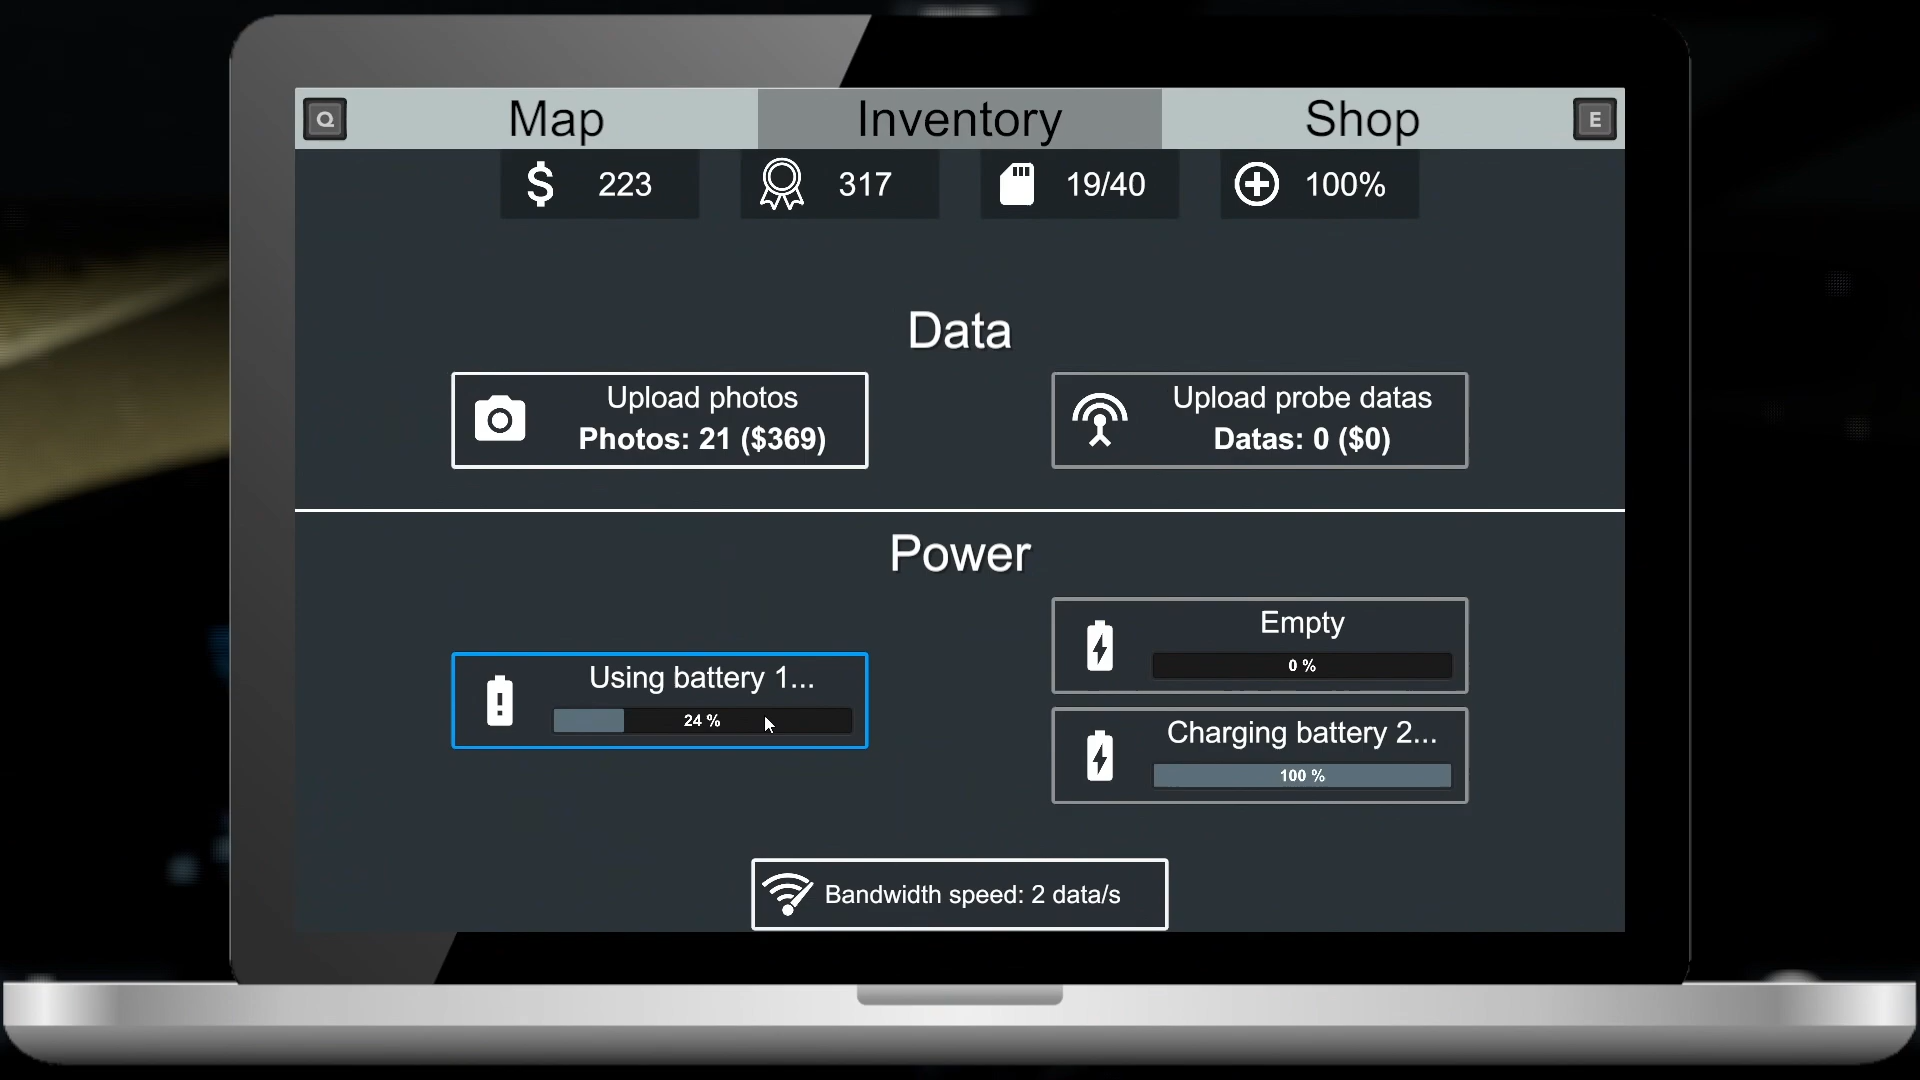 Q
Map
Inventory
Shop
E
$ 223
317
19/40
100%
Data
Upload photos
Photos: 21 ($369)
Upload probe datas
Datas: 0 ($0)
Power
Using battery 1...
24 %
Empty
0 %
Charging battery 2...
100 %
Bandwidth speed: 2 data/s